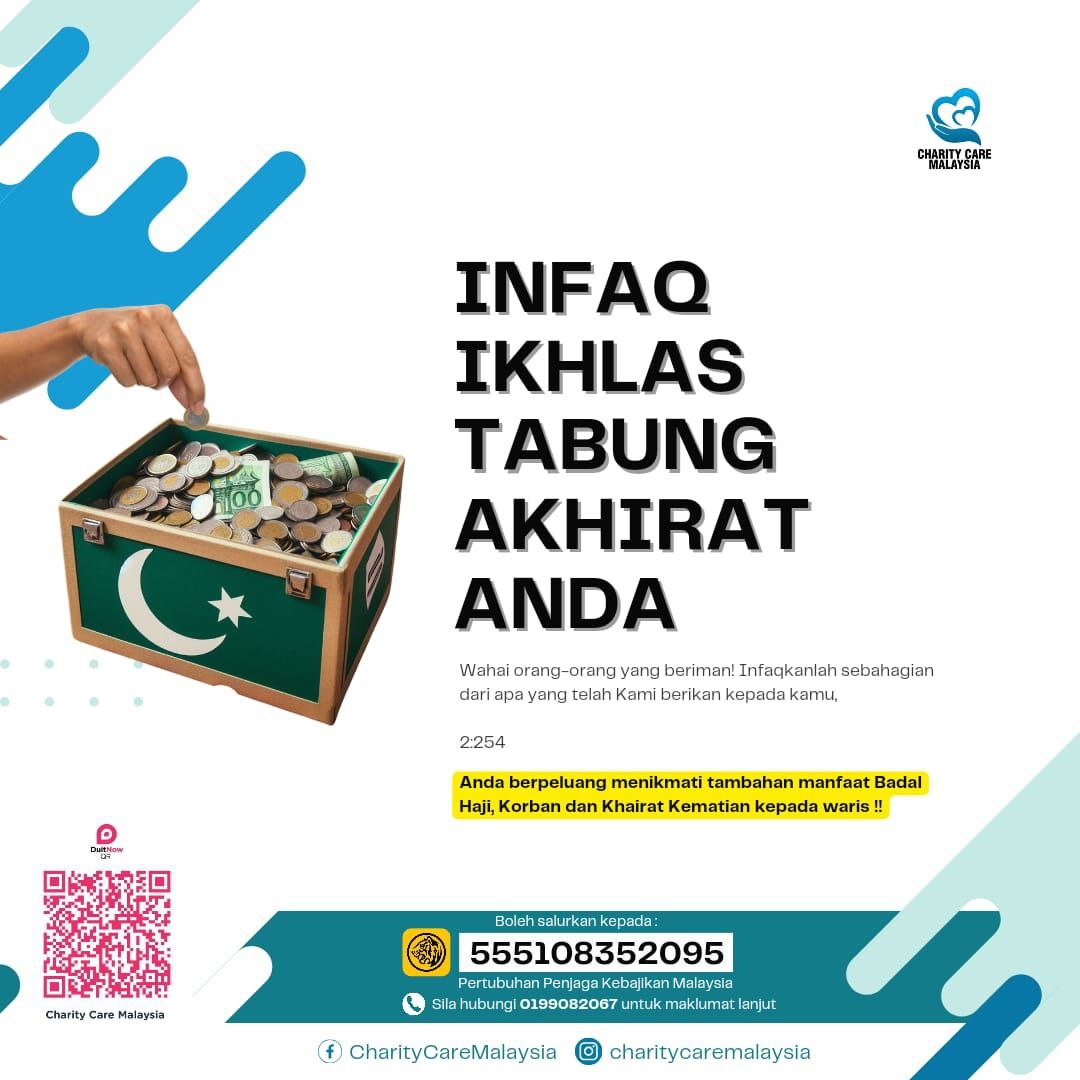 CHARITY CARE
MALAYSIA
INFAQ
IKHLAS
TABUNG
AKHIRAT
ANDA
100
Wahai orang-orang yang beriman! Infaqkanlah sebahagian
dari apa yang telah Kami berikan kepada kamu,
2:254
Anda berpeluang menikmati tambahan manfaat Badal
Haji, Korban dan Khairat Kematian kepada waris !!
DuitNow
QR
Charity Care Malaysia
Boleh salurkan kepada :
555108352095
Pertubuhan Penjaga Kebajikan Malaysia
Sila hubungi 0199082067 untuk maklumat lanjut
CharityCareMalaysia
charitycaremalaysia